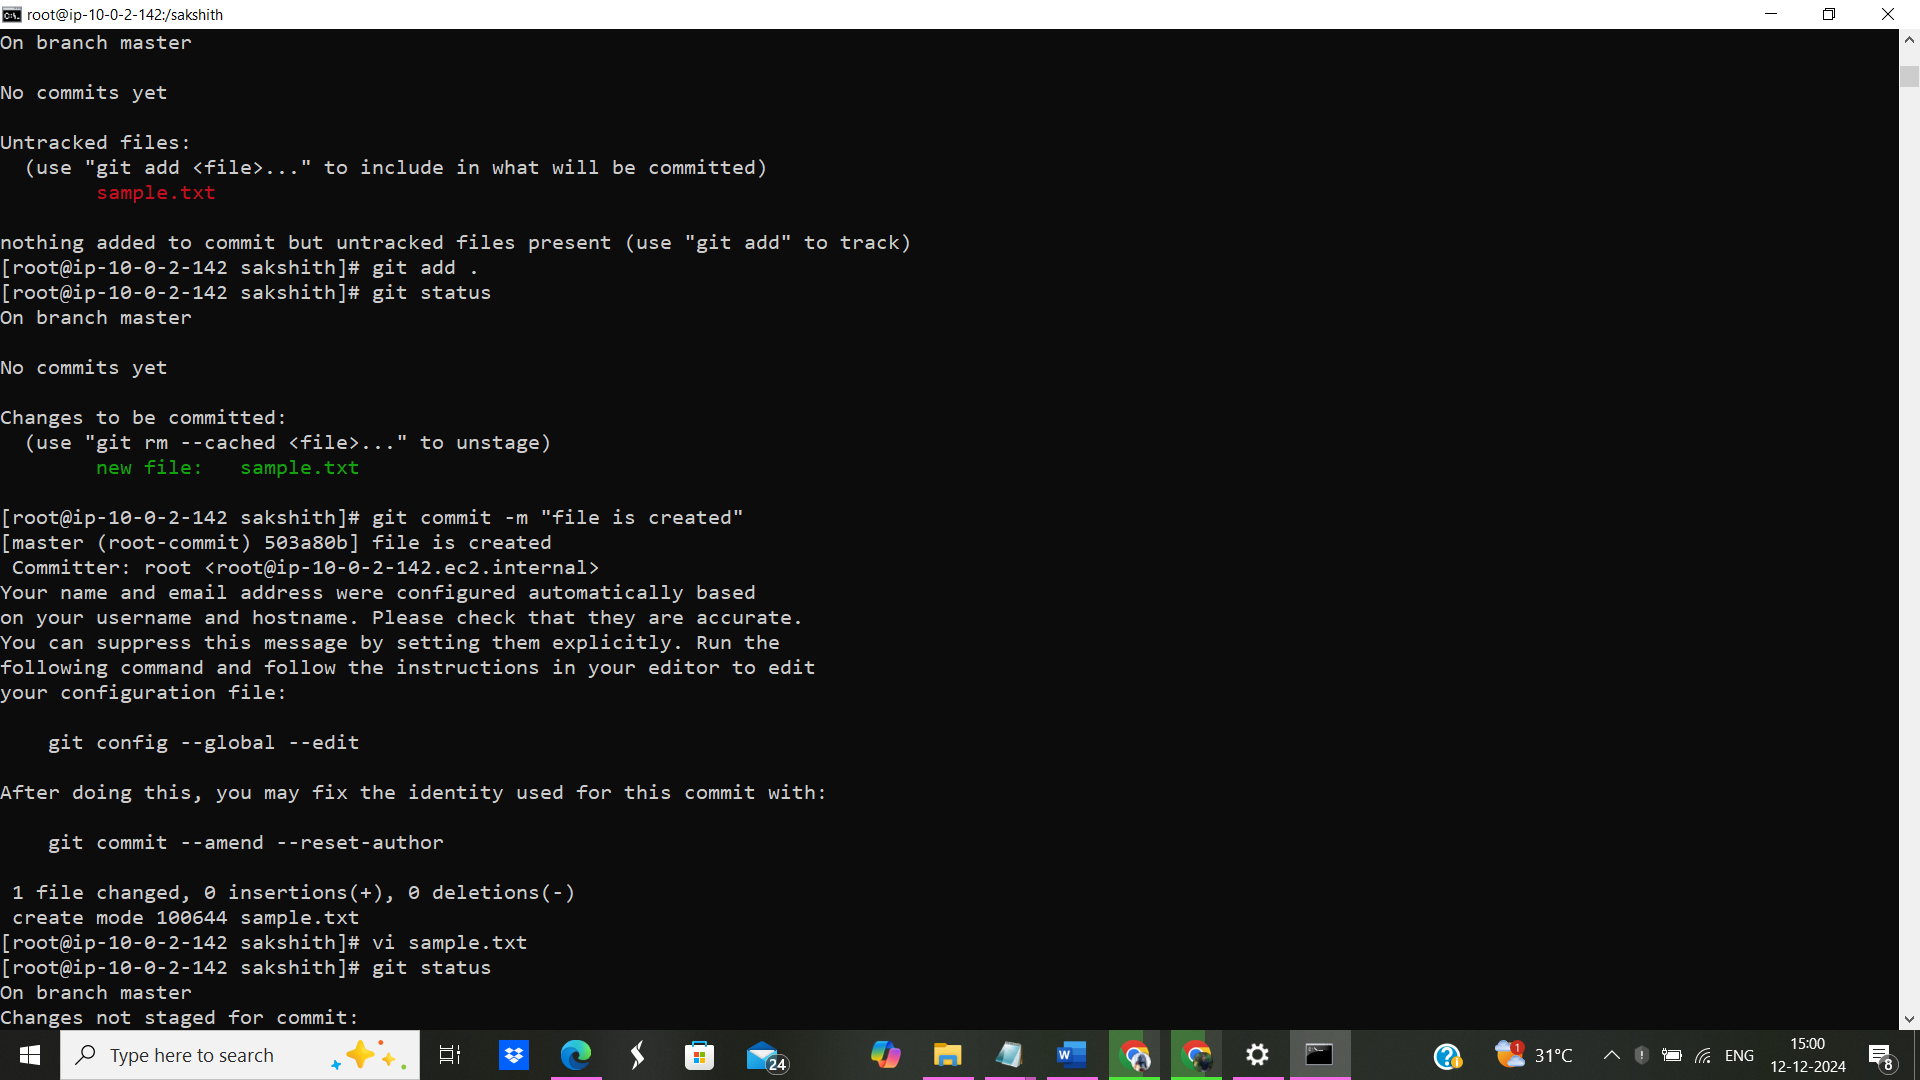 root@ip-10-0-2-142:/sakshith
On branch master
No commits yet
Untracked files:
  (use "git add <file>..." to include in what will be committed)
        sample.txt
nothing added to commit but untracked files present (use "git add" to track)
[root@ip-10-0-2-142 sakshith]# git add .
[root@ip-10-0-2-142 sakshith]# git status
On branch master
No commits yet
Changes to be committed:
  (use "git rm --cached <file>..." to unstage)
        new file:   sample.txt
[root@ip-10-0-2-142 sakshith]# git commit -m "file is created"
[master (root-commit) 503a80b] file is created
 Committer: root <root@ip-10-0-2-142.ec2.internal>
Your name and email address were configured automatically based
on your username and hostname. Please check that they are accurate.
You can suppress this message by setting them explicitly. Run the
following command and follow the instructions in your editor to edit
your configuration file:
    git config --global --edit
After doing this, you may fix the identity used for this commit with:
    git commit --amend --reset-author
 1 file changed, 0 insertions(+), 0 deletions(-)
 create mode 100644 sample.txt
[root@ip-10-0-2-142 sakshith]# vi sample.txt
[root@ip-10-0-2-142 sakshith]# git status
On branch master
Changes not staged for commit:
Type here to search
24
W
1
31°C
ENG
15:00
12-12-2024
8